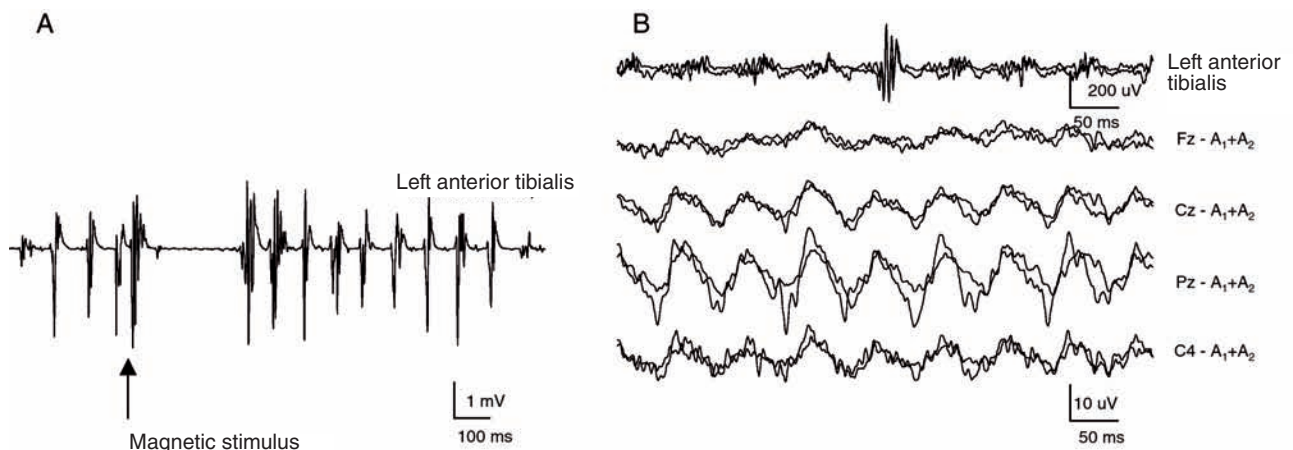 A
Left anterior tibialis
1 mV
100 ms
Magnetic stimulus
B
Left anterior
tibialis
200 uV
50 ms
Fz - A₁+A₂
Cz - A₁+A₂
Pz - A₁+A₂
C4 - A₁+A₂
10 uV
50 ms